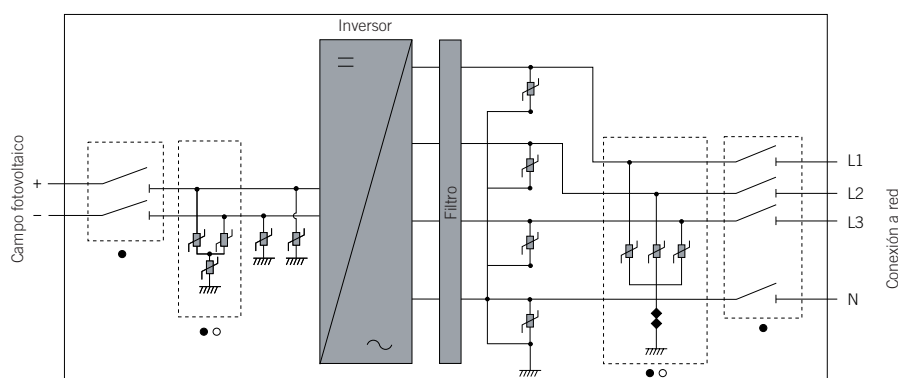 Inversor
Campo fotovoltaico
+
−
Filtro
L1
L2
L3
N
Conexión a red